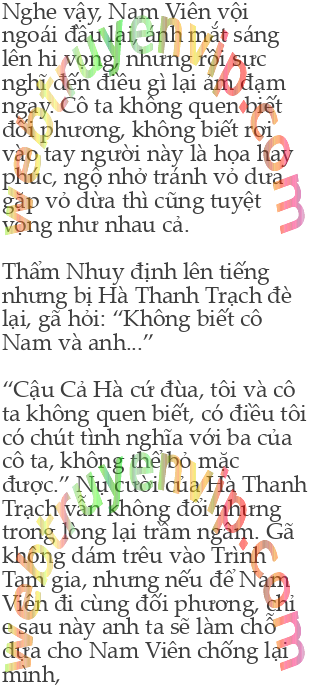 Nghe vậy, Nam Viên vội
ngoái đầu lại, ánh mắt sáng
lên hi vọng, nhưng rồi sực
nghĩ đến điều gì lại ảm đạm
ngay. Cô ta không quen biết
đối phương, không biết rơi
vào tay người này là họa hay
phúc, ngộ nhỡ tránh vỏ dưa
gặp vỏ dừa thì cũng tuyệt
vọng như nhau cả.
Thẩm Nhuy định lên tiếng
nhưng bị Hà Thanh Trạch đè
lại, gã hỏi: “Không biết cô
Nam và anh...”
“Cậu Cả Hà cứ đùa, tôi và cô
ta không quen biết, có điều tôi
có chút tình nghĩa với ba của
cô ta, không thể bỏ mặc
được.” Nụ cười của Hà Thanh
Trạch vẫn không đổi nhưng
trong lòng lại trầm ngâm. Gã
không dám trêu vào Trình
Tam gia, nhưng nếu để Nam
Viên đi cùng đối phương, chỉ
e sau này anh ta sẽ làm chỗ
dựa cho Nam Viên chống lại
mình,
webtruyenvip.com
webtruyenvip.com